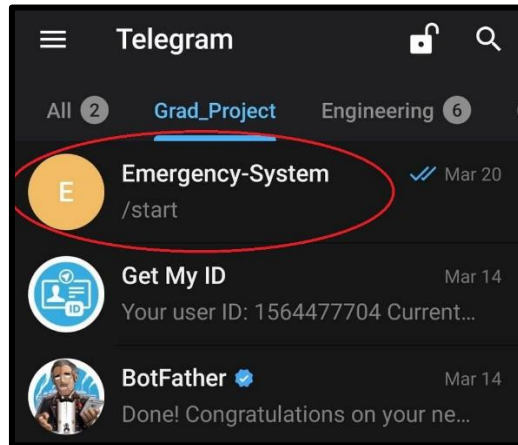 Telegram
All 2 Grad_Project Engineering 6
E Emergency-System Mar 20
/start
Get My ID Mar 14
ID
Your user ID: 1564477704 Current...
BotFather Mar 14
Done! Congratulations on your ne...